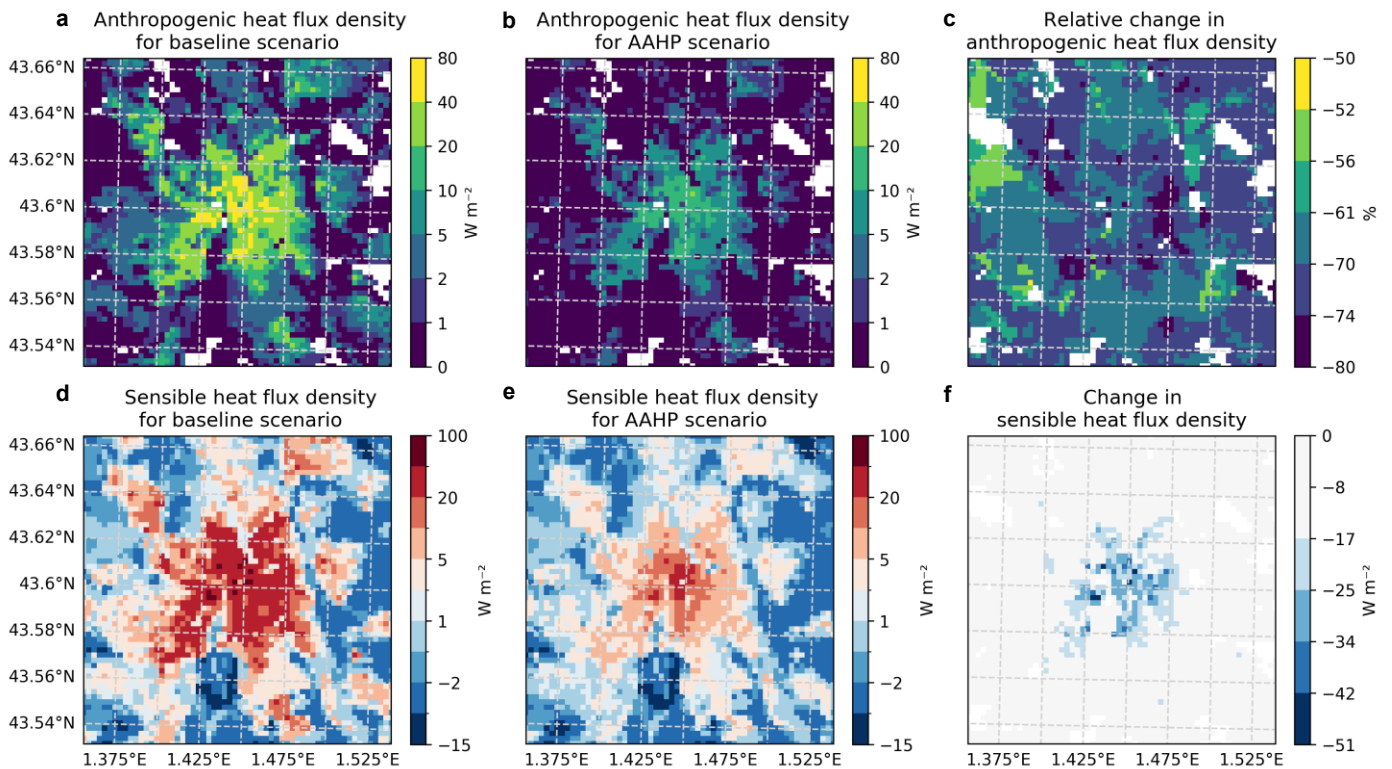 a
Anthropogenic heat flux density
for baseline scenario
b
Anthropogenic heat flux density
for AAHP scenario
c
Relative change in
anthropogenic heat flux density
43.66°N
43.64°N
43.62°N
43.6°N
43.58°N
43.56°N
43.54°N
80
40
20
10
5
2
1
0
W m⁻²
80
40
20
10
5
2
1
0
W m⁻²
−50
−52
−56
−61
−70
−74
−80
%
d
Sensible heat flux density
for baseline scenario
e
Sensible heat flux density
for AAHP scenario
f
Change in
sensible heat flux density
43.66°N
43.64°N
43.62°N
43.6°N
43.58°N
43.56°N
43.54°N
100
20
5
1
−2
−15
W m⁻²
100
20
5
1
−2
−15
W m⁻²
0
−8
−17
−25
−34
−42
−51
W m⁻²
1.375°E 1.425°E 1.475°E 1.525°E
1.375°E 1.425°E 1.475°E 1.525°E
1.375°E 1.425°E 1.475°E 1.525°E